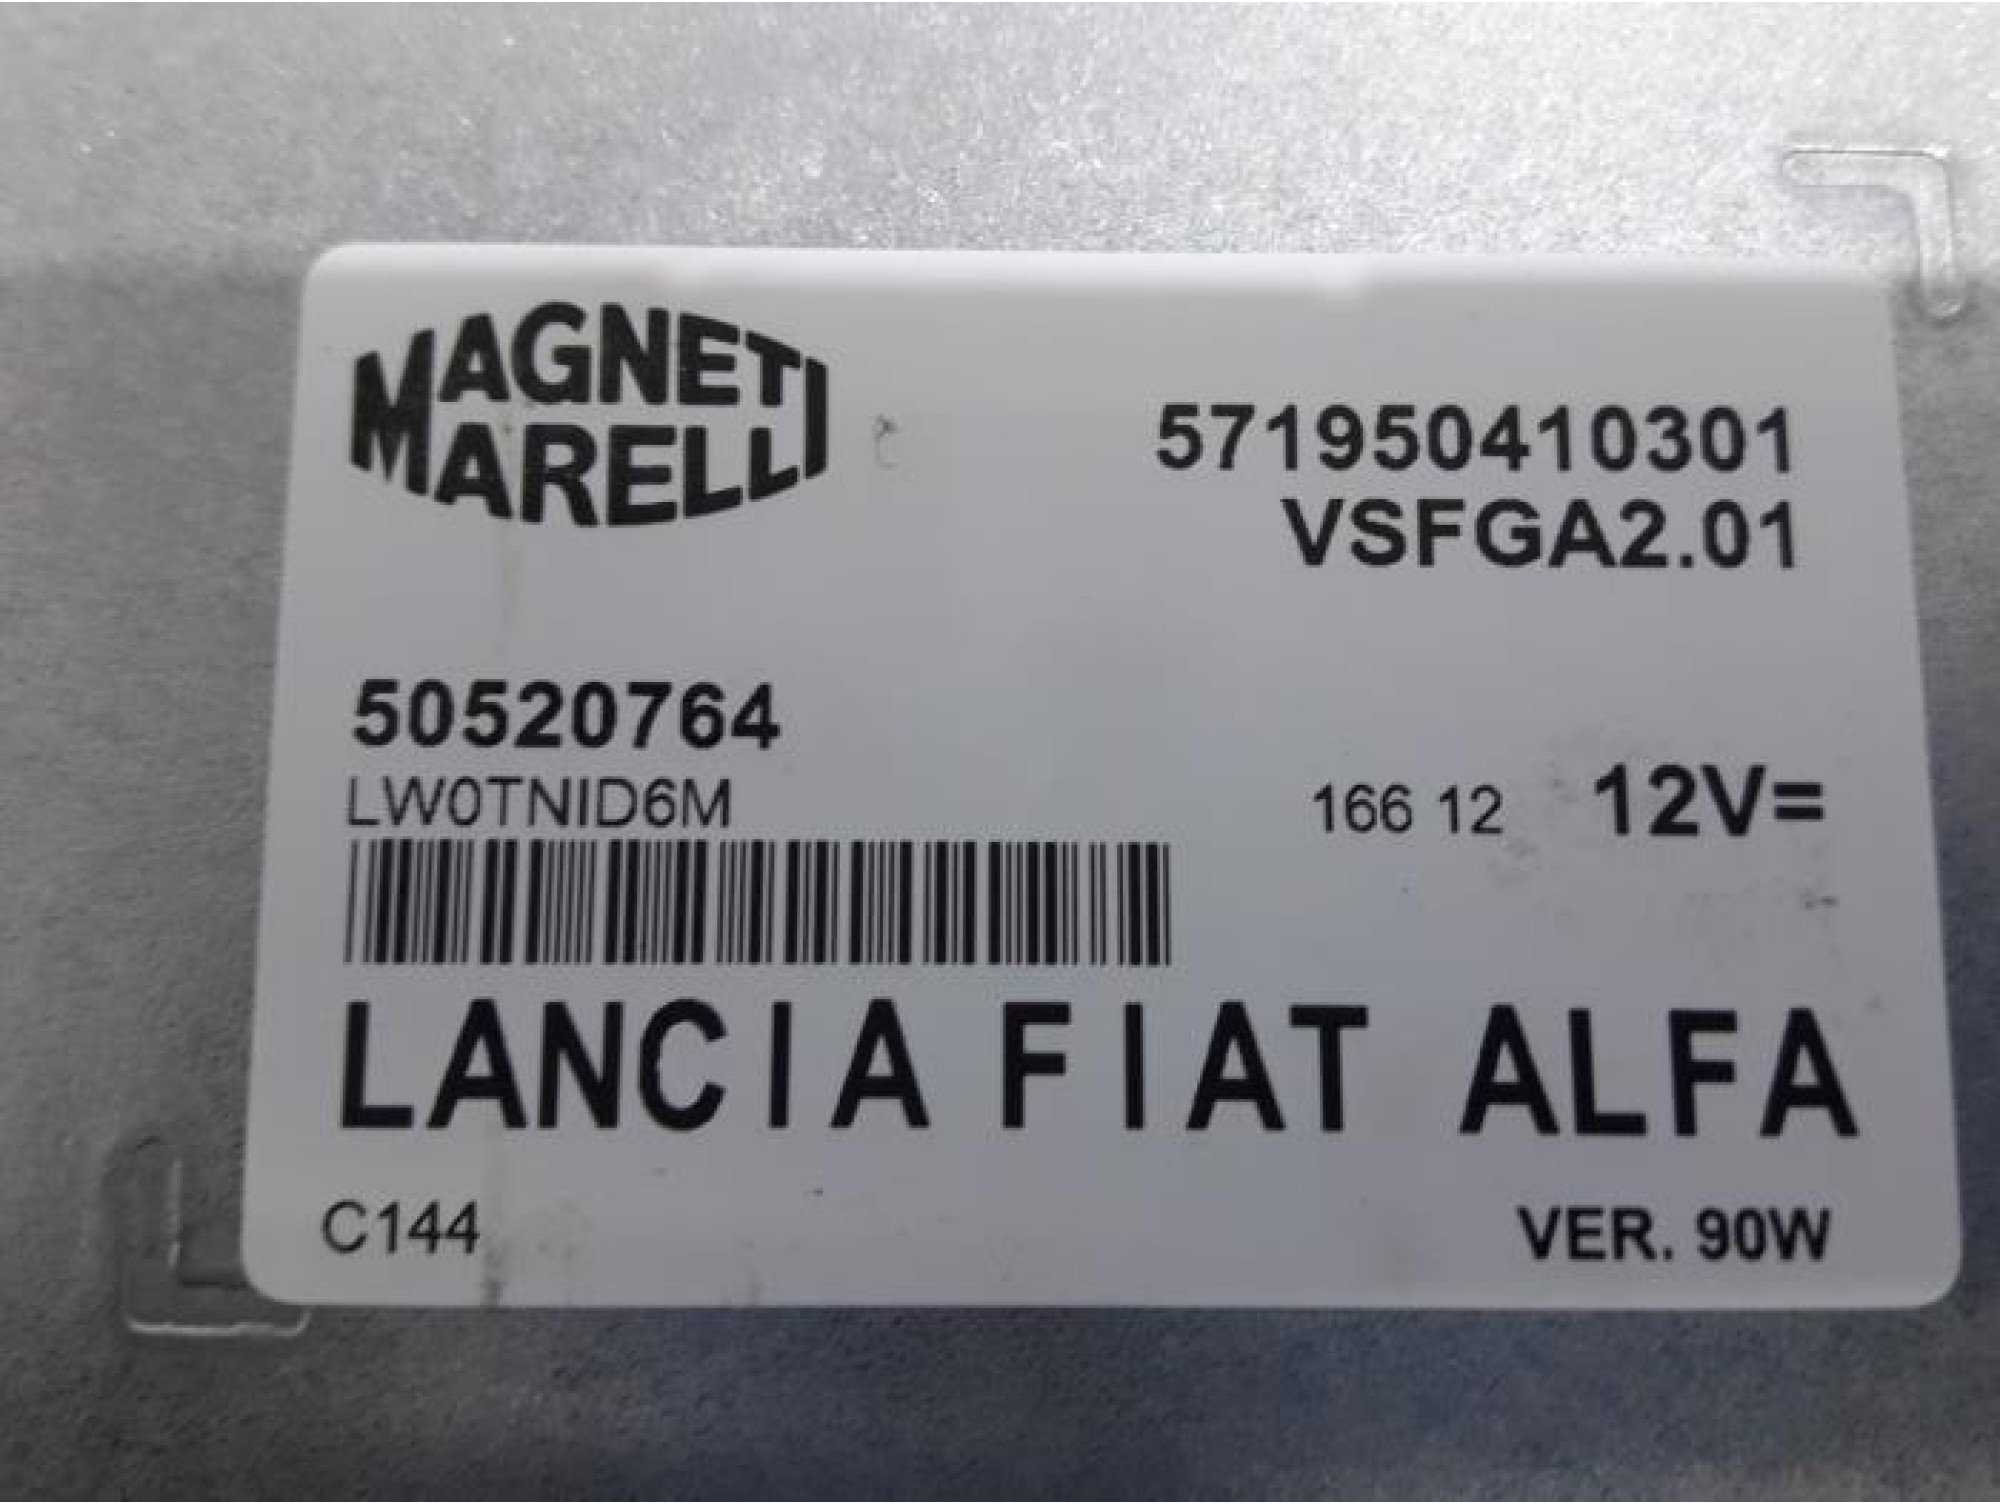 MAGNETI
MARELLI
571950410301
VSFGA2.01
50520764
LW0TNID6M
166 12 12V=
LANCIA FIAT ALFA
C144 VER. 90W